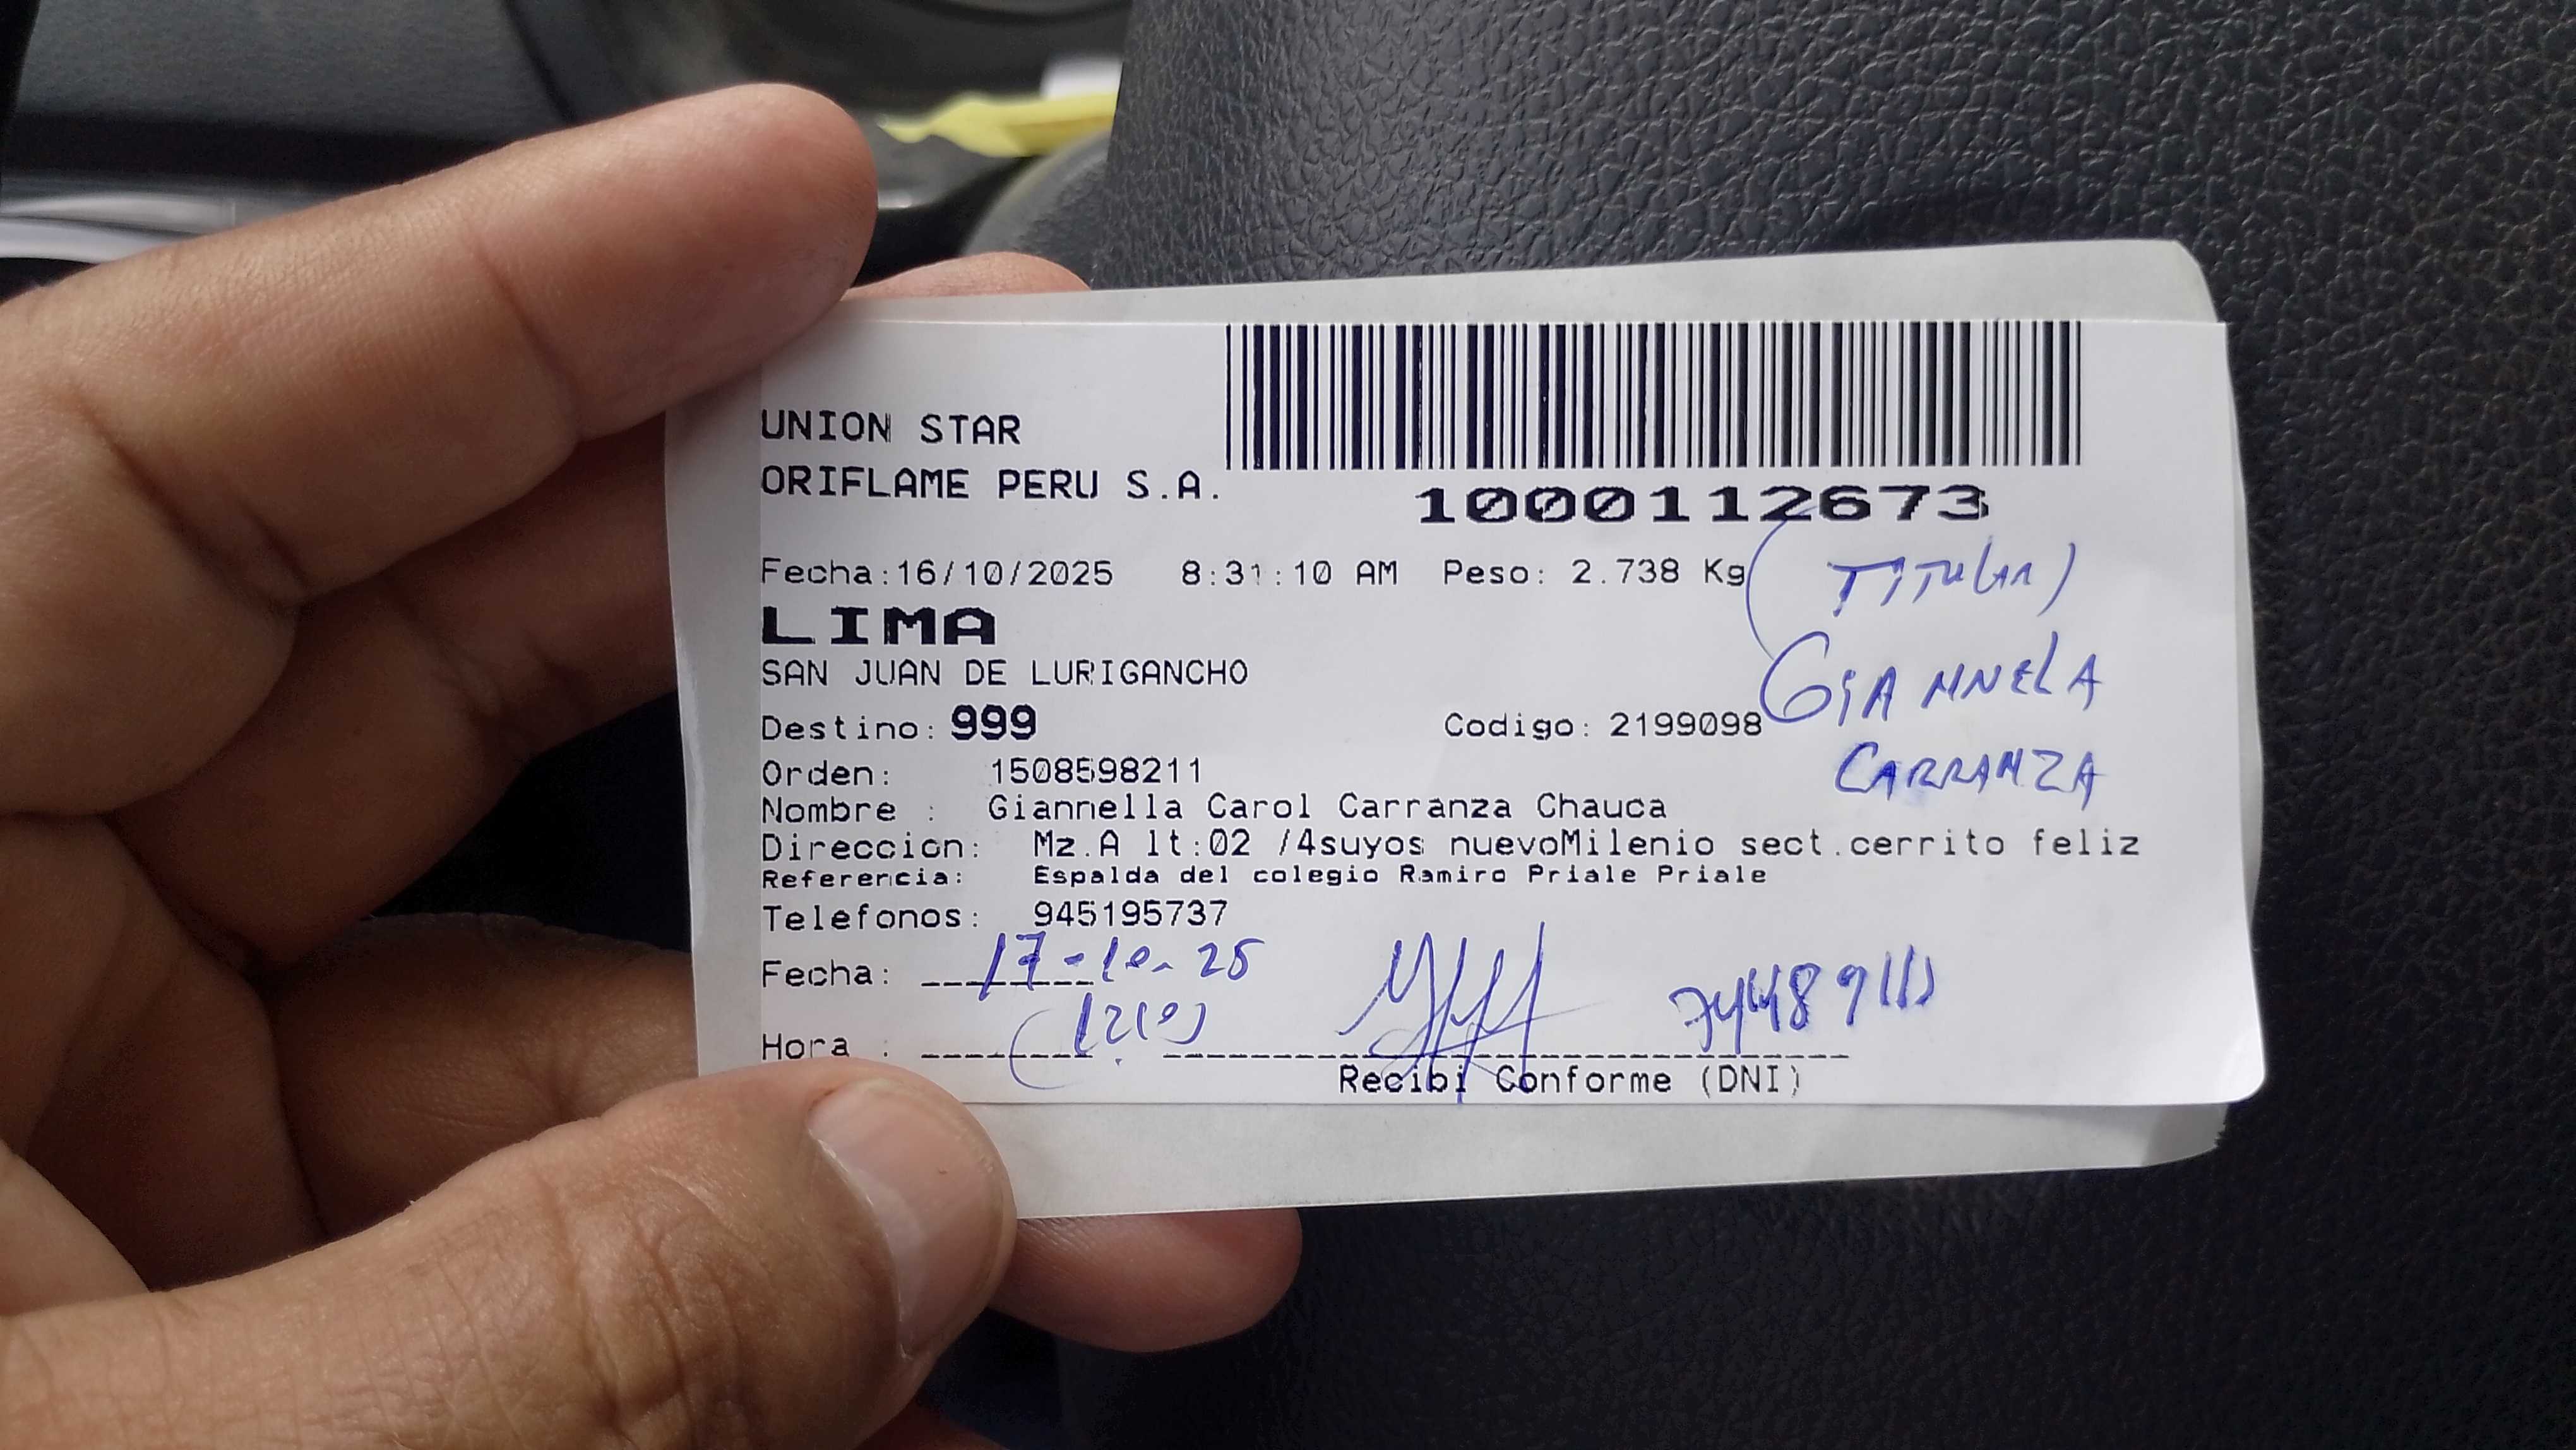 UNION STAR
ORIFLAME PERU S.A.
1000112673
Fecha:16/10/2025 8:31:10 AM Peso: 2.738 Kg
(TITULAR)
LIMA
SAN JUAN DE LURIGANCHO
GIANNELA
Destino: 999 Codigo: 2199098
CARRANZA
Orden: 1508598211
Nombre : Giannella Carol Carranza Chauca
Direccion: Mz.A lt:02 /4suyos nuevoMilenio sect.cerrito feliz
Referencia: Espalda del colegio Ramiro Priale Priale
Telefonos: 945195737
Fecha: 17-10-25
Hora :
Recibi Conforme (DNI)